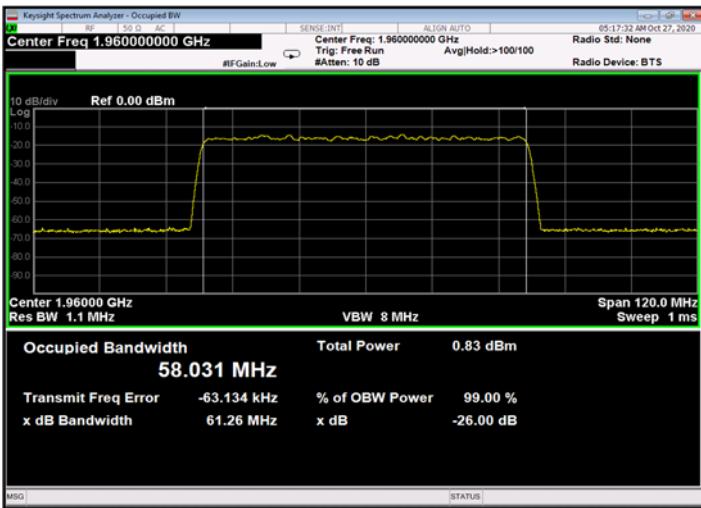 Keysight Spectrum Analyzer - Occupied BW
RF 50 Ω AC SENSE:INT ALIGN AUTO 05:17:32 AM Oct 27, 2020
Center Freq 1.960000000 GHz
Center Freq: 1.960000000 GHz
Radio Std: None
Trig: Free Run Avg|Hold:>100/100
#IFGain:Low
#Atten: 10 dB
Radio Device: BTS
10 dB/div Ref 0.00 dBm
Log
-10.0
-20.0
-30.0
-40.0
-50.0
-60.0
-70.0
-80.0
-90.0
Center 1.96000 GHz Span 120.0 MHz
Res BW 1.1 MHz VBW 8 MHz Sweep 1 ms
Occupied Bandwidth Total Power 0.83 dBm
58.031 MHz
Transmit Freq Error -63.134 kHz % of OBW Power 99.00 %
x dB Bandwidth 61.26 MHz x dB -26.00 dB
MSG STATUS